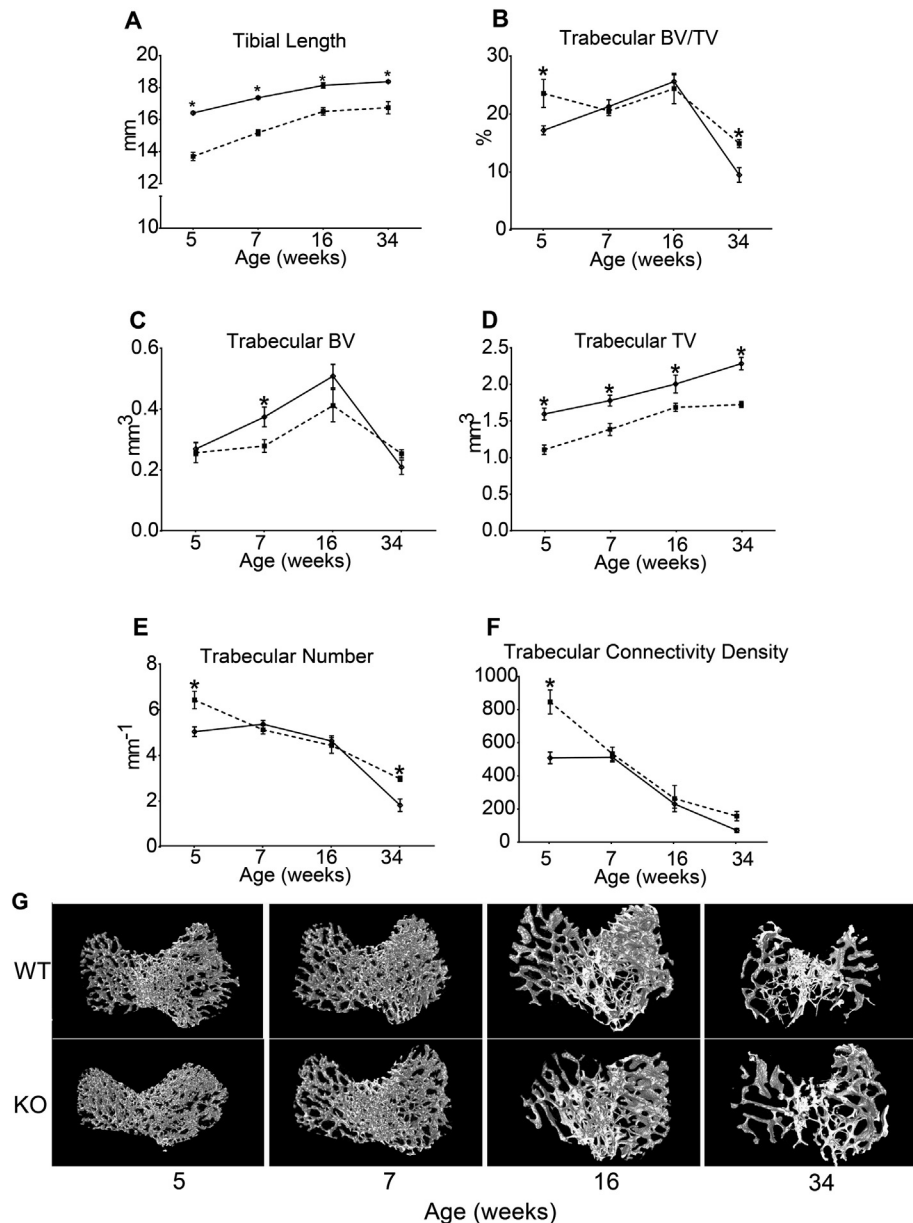 A
Tibial Length
20
18
16
14
12
10
mm
* * * *
5 7 16 34
Age (weeks)
B
Trabecular BV/TV
30
20
10
0
%
* *
5 7 16 34
Age (weeks)
C
Trabecular BV
0.6
0.4
0.2
0.0
mm3
*
5 7 16 34
Age (weeks)
D
Trabecular TV
2.5
2.0
1.5
1.0
0.5
0.0
mm3
* * * *
5 7 16 34
Age (weeks)
E
Trabecular Number
8
6
4
2
0
mm-1
* *
5 7 16 34
Age (weeks)
F
Trabecular Connectivity Density
1000
800
600
400
200
0
*
5 7 16 34
Age (weeks)
G
WT
KO
5 7 16 34
Age (weeks)